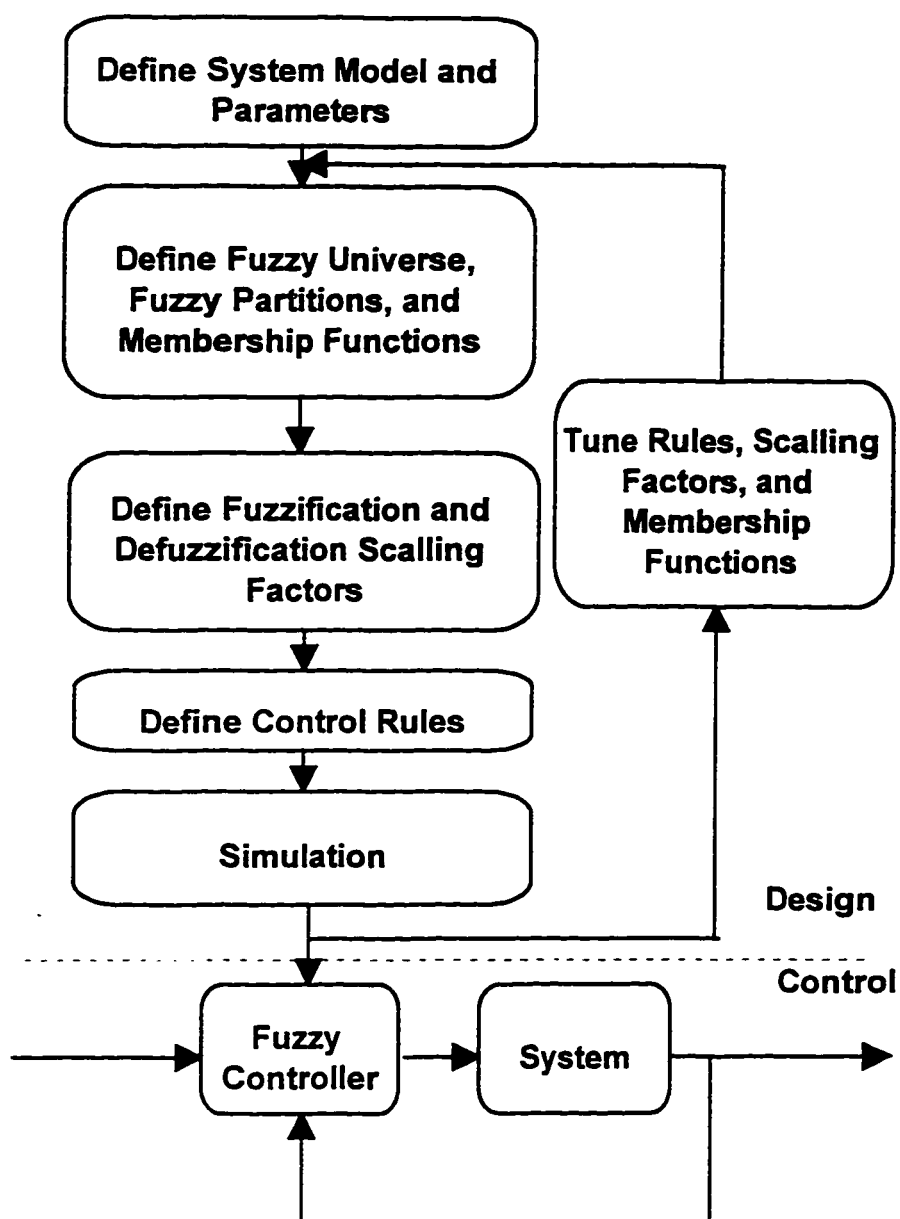 Define System Model and
Parameters
Define Fuzzy Universe,
Fuzzy Partitions, and
Membership Functions
Tune Rules, Scalling
Factors, and
Membership
Functions
Define Fuzzification and
Defuzzification Scalling
Factors
Define Control Rules
Simulation
Design
Control
Fuzzy
Controller
System